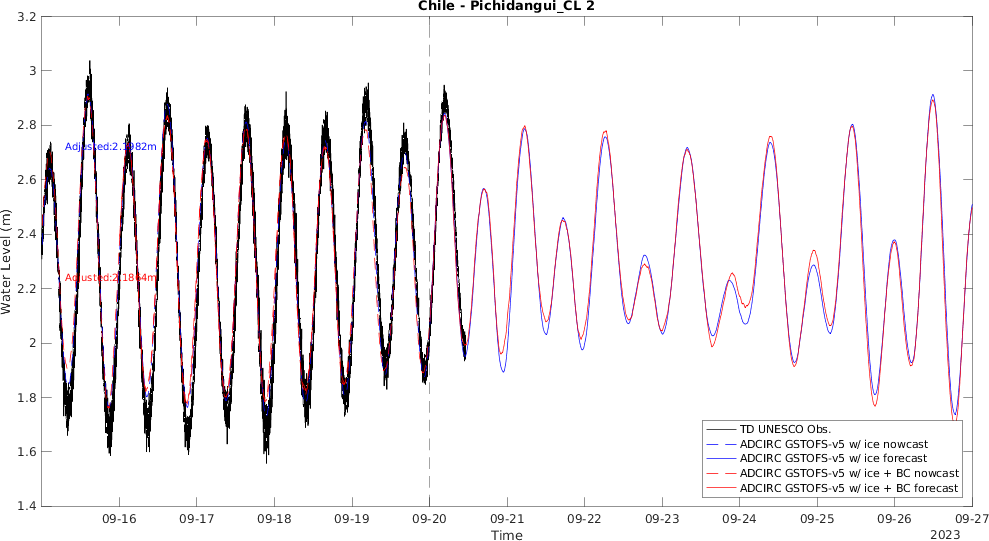 Chile - Pichidangui_CL 2
3.2
3
2.8
2.6
2.4
2.2
2
1.8
1.6
1.4
Water Level (m)
Adjusted:2.1982m
Adjusted:2.1864m
TD UNESCO Obs.
ADCIRC GSTOFS-v5 w/ ice nowcast
ADCIRC GSTOFS-v5 w/ ice forecast
ADCIRC GSTOFS-v5 w/ ice + BC nowcast
ADCIRC GSTOFS-v5 w/ ice + BC forecast
09-16 09-17 09-18 09-19 09-20 09-21 09-22 09-23 09-24 09-25 09-26 09-27
Time
2023